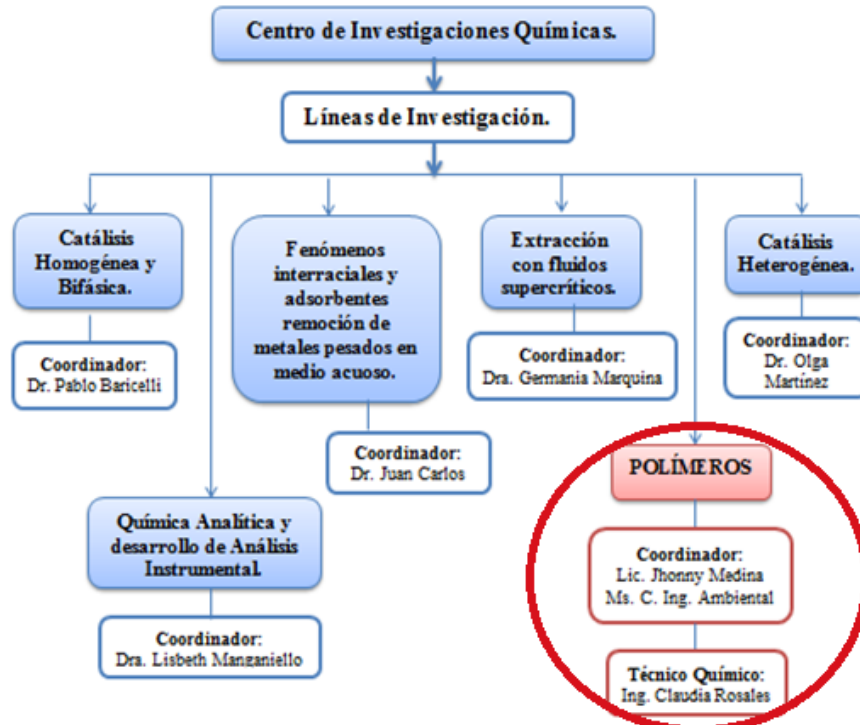 Centro de Investigaciones Químicas.
Líneas de Investigación.
Catálisis
Homogénea y
Bifásica.
Coordinador:
Dr. Pablo Baricelli
Fenómenos
interraciales y
adsorbentes
remoción de
metales pesados en
medio acuoso.
Coordinador:
Dr. Juan Carlos
Extracción
con fluidos
supercríticos.
Coordinador:
Dra. Germania Marquina
Catálisis
Heterogénea.
Coordinador:
Dr. Olga
Martínez
Química Analítica y
desarrollo de Análisis
Instrumental.
Coordinador:
Dra. Lisbeth Manganiello
POLÍMEROS
Coordinador:
Lic. Jhonny Medina
Ms. C. Ing. Ambiental
Técnico Químico:
Ing. Claudia Rosales